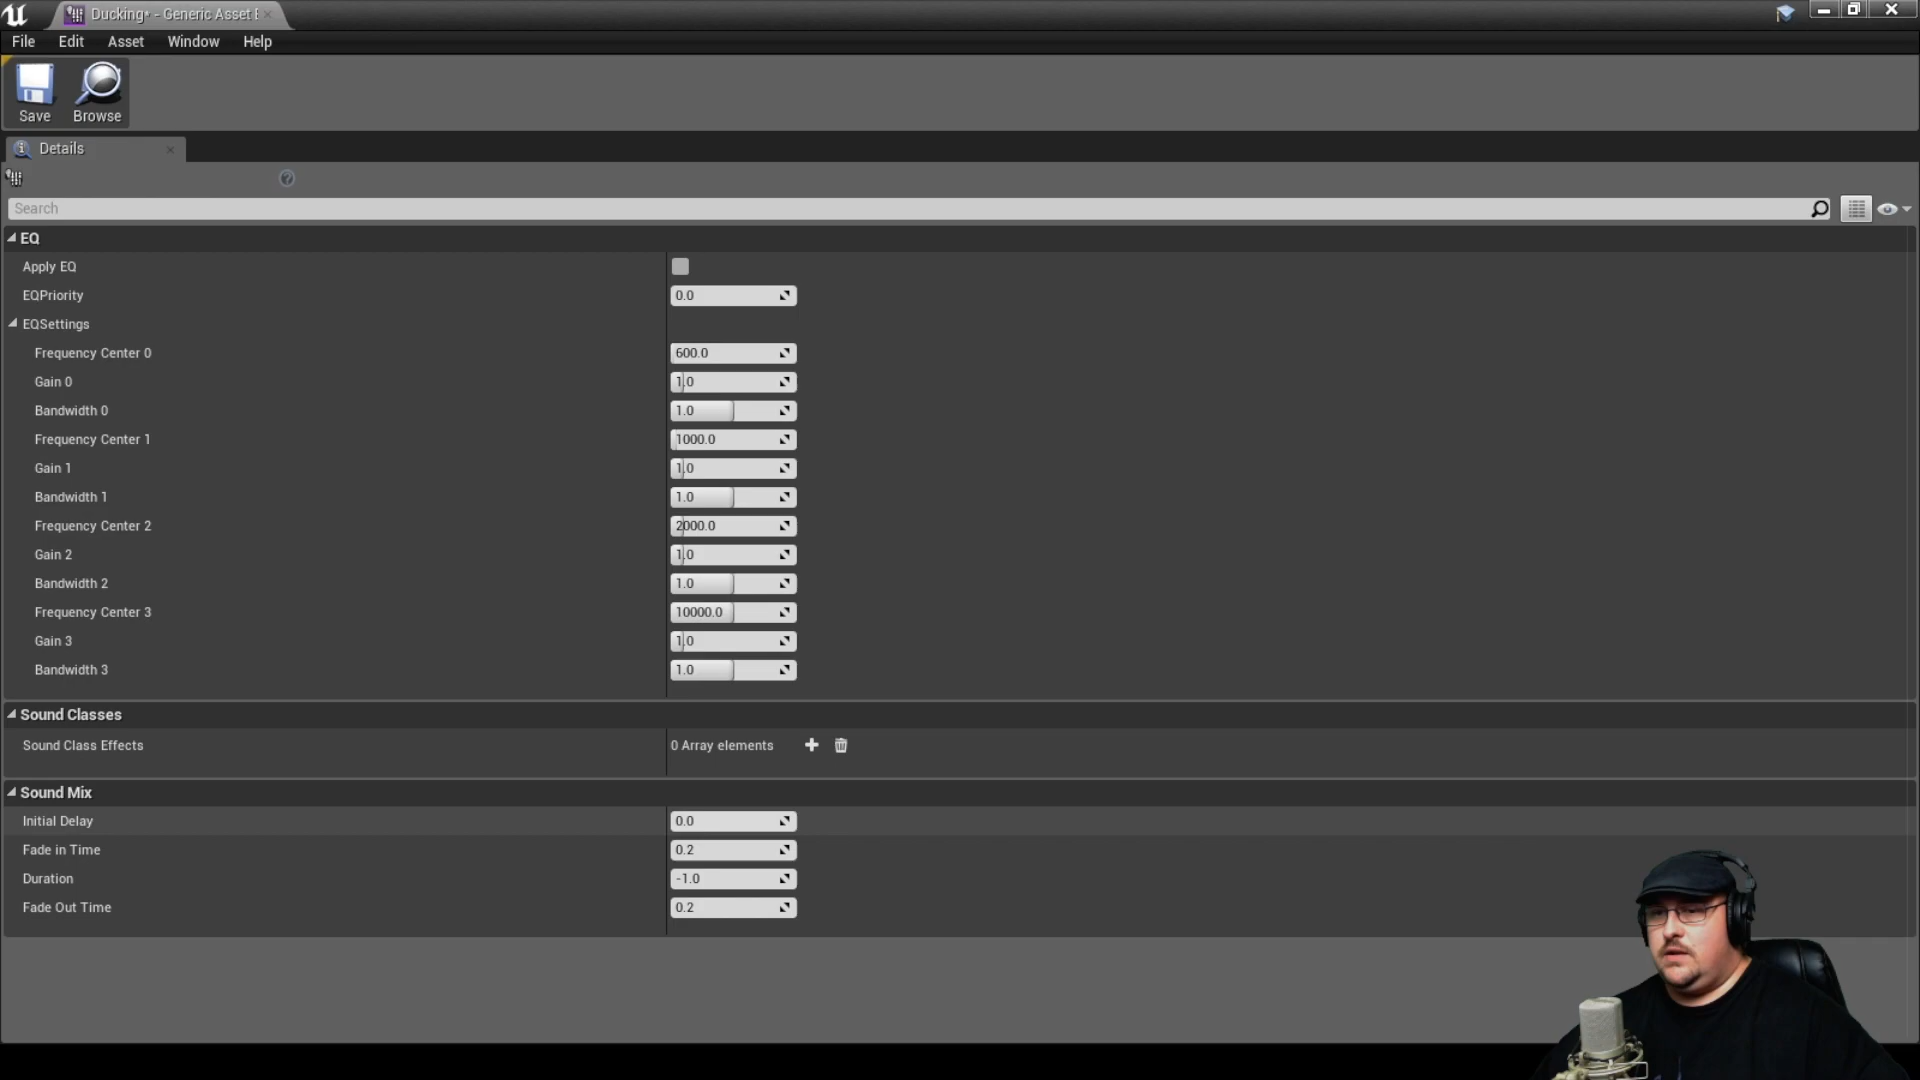 Ducking* - Generic Asset E
File Edit Asset Window Help
Save Browse
Details
Search
EQ
Apply EQ
EQPriority 0.0
EQSettings
Frequency Center 0 600.0
Gain 0 1.0
Bandwidth 0 1.0
Frequency Center 1 1000.0
Gain 1 1.0
Bandwidth 1 1.0
Frequency Center 2 2000.0
Gain 2 1.0
Bandwidth 2 1.0
Frequency Center 3 10000.0
Gain 3 1.0
Bandwidth 3 1.0
Sound Classes
Sound Class Effects 0 Array elements
Sound Mix
Initial Delay 0.0
Fade in Time 0.2
Duration -1.0
Fade Out Time 0.2